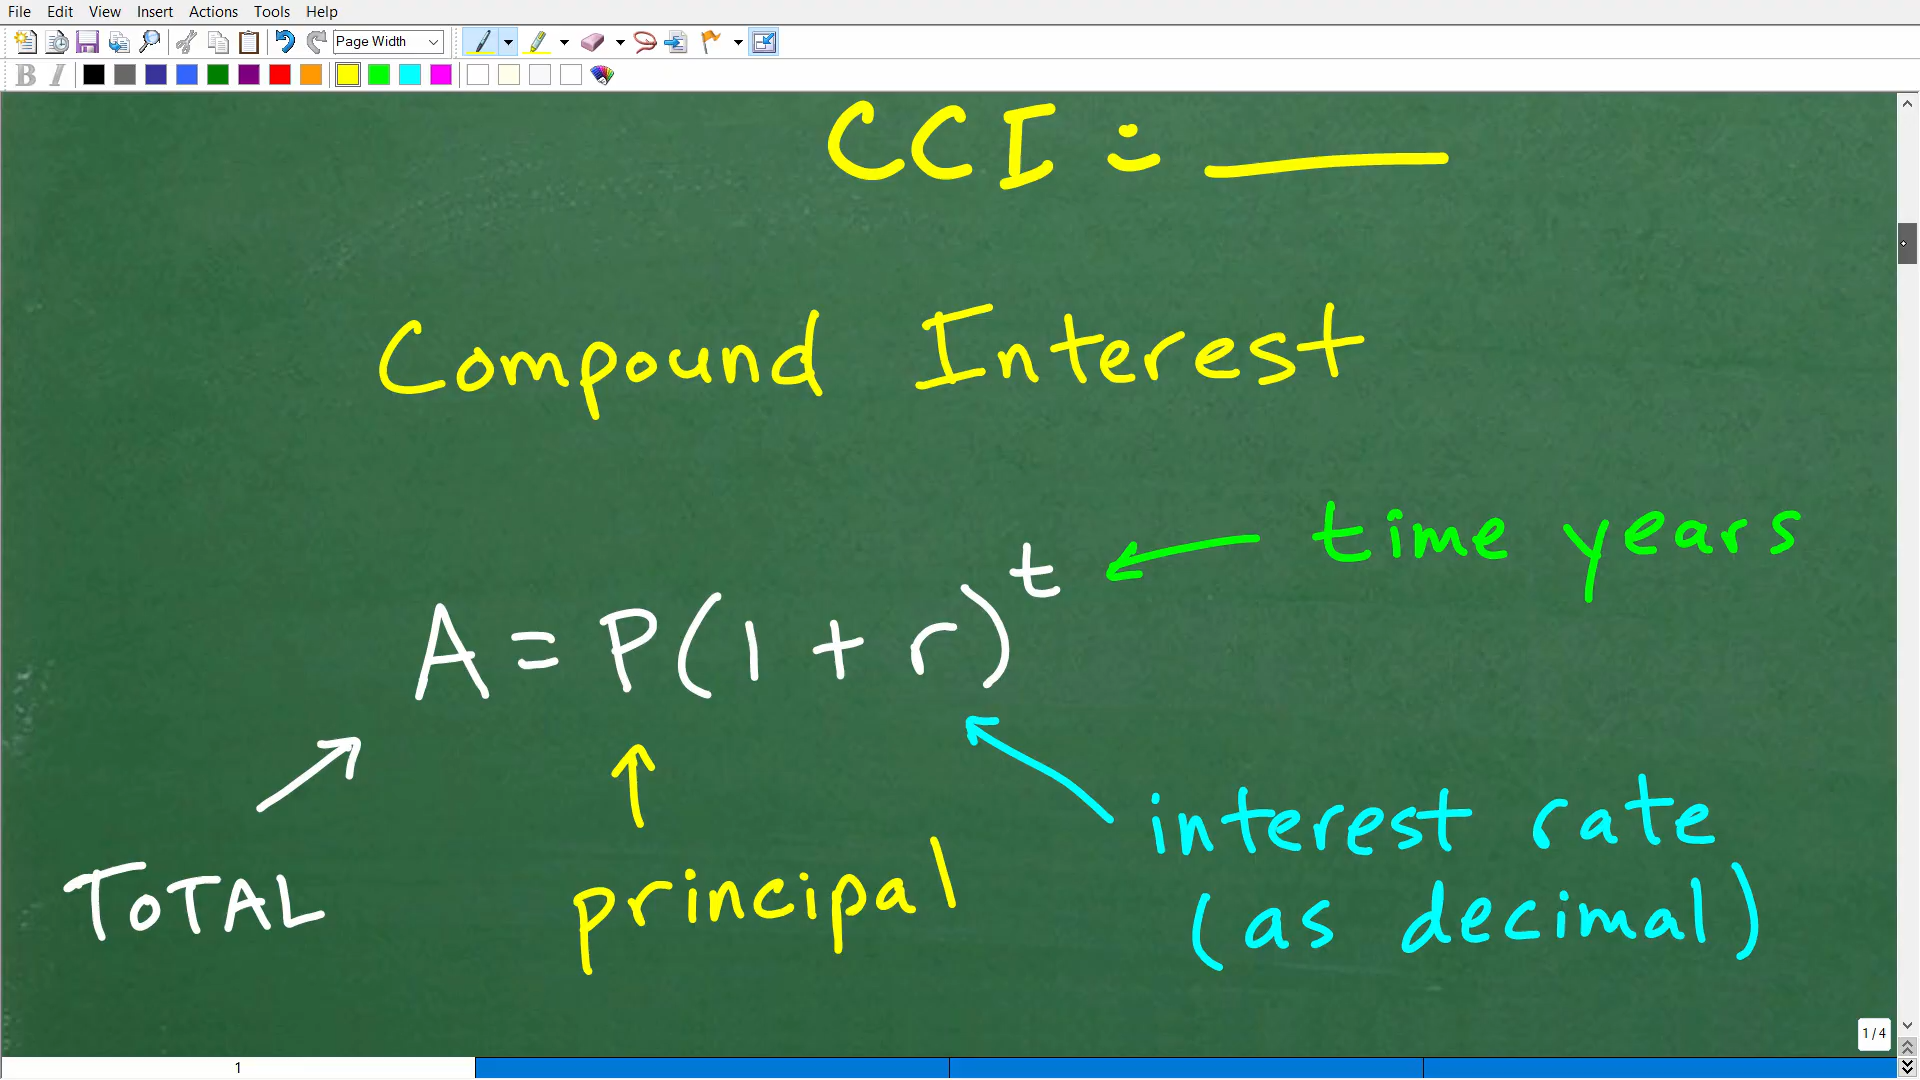 File Edit View Insert Actions Tools Help
Page Width
B I
CCI = ____
Compound Interest
time years
A = P(1 + r)^t
interest rate
TOTAL principal (as decimal)
1 / 4
1